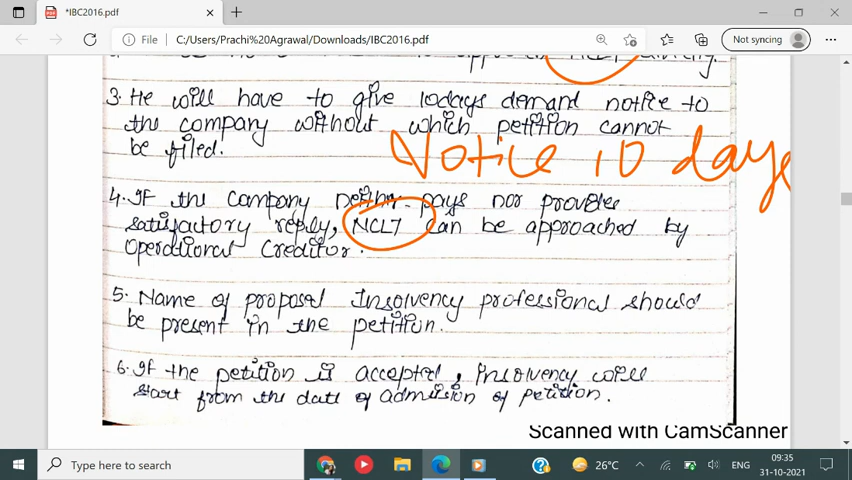 *IBC2016.pdf
File C:/Users/Prachi%20Agrawal/Downloads/IBC2016.pdf
Not syncing
3. He will have to give 10days demand notice to
the company without which petition cannot
be filed.
Notice 10 days
4. If the company neither pays nor provides
satisfactory reply, NCLT can be approached by
Operational Creditor.
5. Name of proposal Insolvency professional should
be present in the petition.
6. If the petition is accepted, Insolvency will
start from the date of admission of petition.
Scanned with CamScanner
Type here to search
26°C
ENG
09:35
31-10-2021